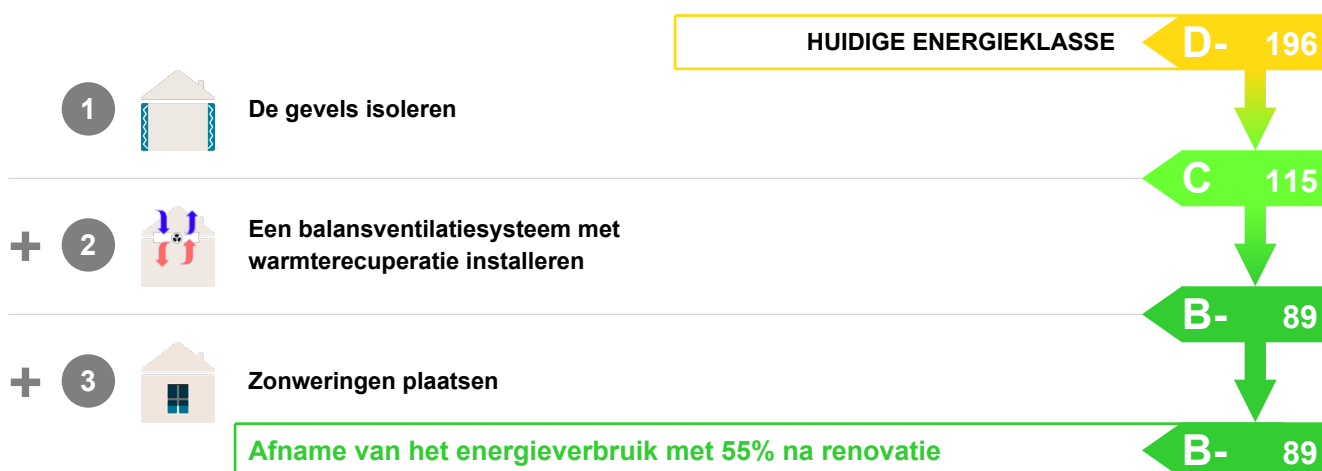 HUIDIGE ENERGIEKLASSE D- 196
1 De gevels isoleren
C 115
+ 2 Een balansventilatiesysteem met
warmterecuperatie installeren
B- 89
+ 3 Zonweringen plaatsen
Afname van het energieverbruik met 55% na renovatie B- 89